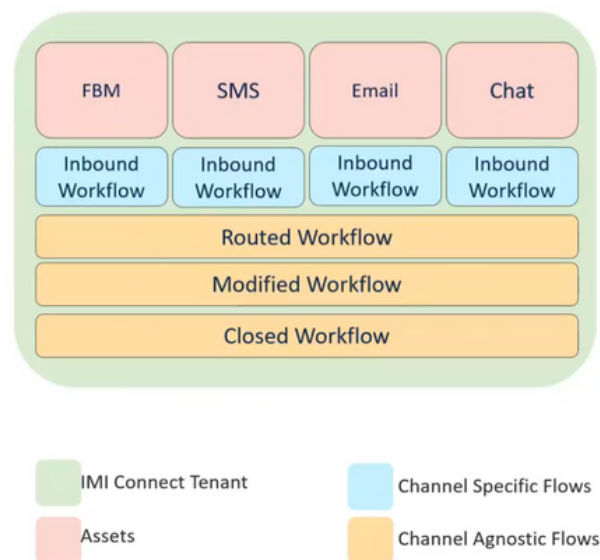 FBM
SMS
Email
Chat
Inbound
Workflow
Inbound
Workflow
Inbound
Workflow
Inbound
Workflow
Routed Workflow
Modified Workflow
Closed Workflow
IMI Connect Tenant
Channel Specific Flows
Assets
Channel Agnostic Flows